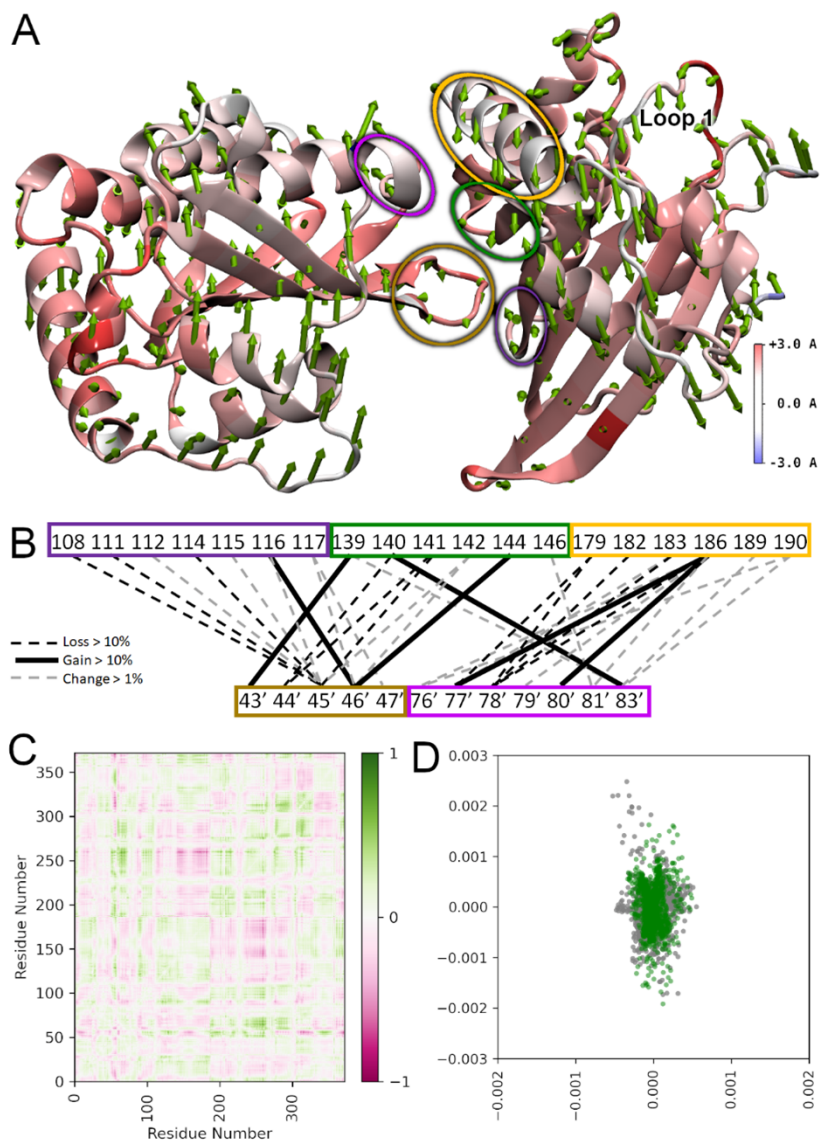 A
Loop 1
+3.0 A
0.0 A
-3.0 A
B
108 111 112 114 115 116 117 139 140 141 142 144 146 179 182 183 186 189 190
Loss > 10%
Gain > 10%
Change > 1%
43’ 44’ 45’ 46’ 47’ 76’ 77’ 78’ 79’ 80’ 81’ 83’
C
Residue Number
350
300
250
200
150
100
50
0
0 100 200 300
Residue Number
1
0
−1
D
0.003
0.002
0.001
0.000
−0.001
−0.002
−0.003
−0.002 −0.001 0.000 0.001 0.002